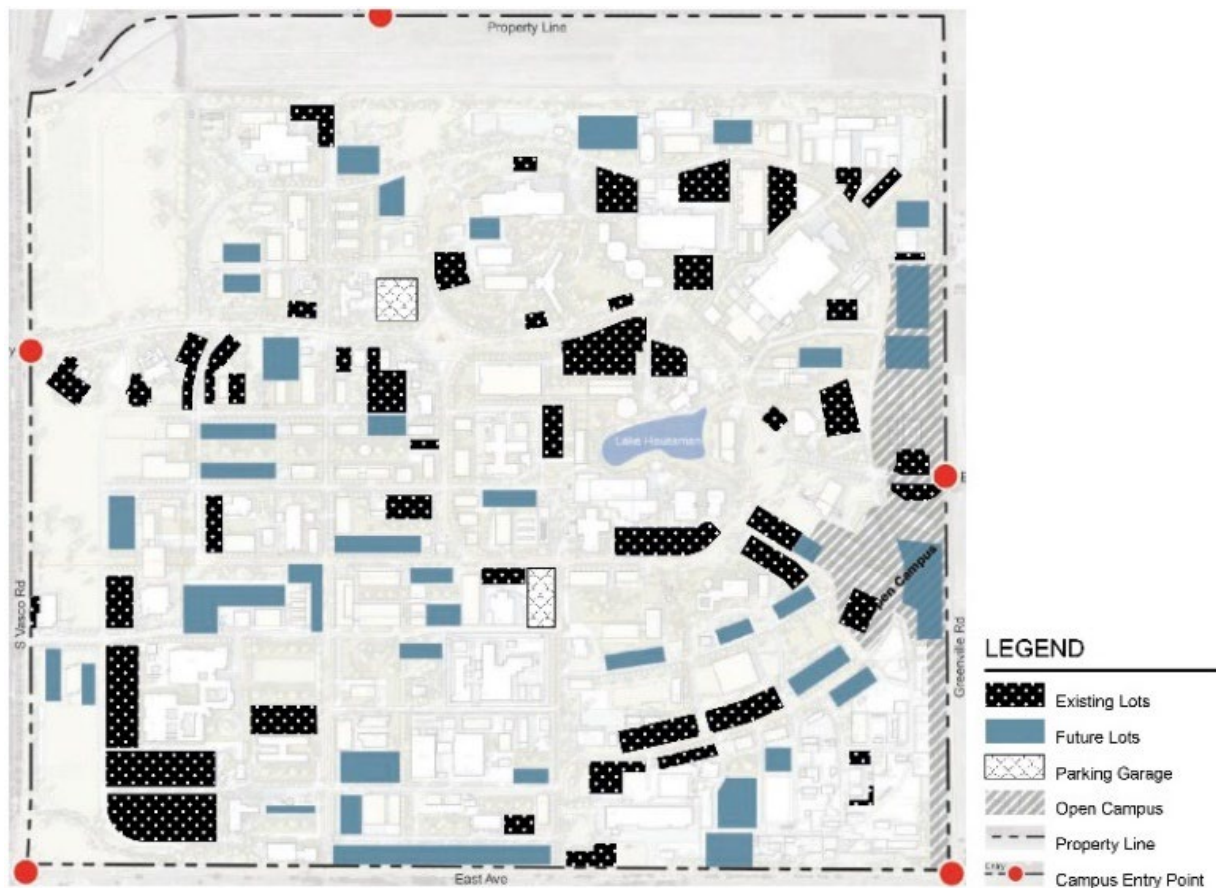 Property Line
Lake Haussmann
S Vasco Rd
pen Campus
Greenville Rd
East Ave
LEGEND
Existing Lots
Future Lots
Parking Garage
Open Campus
Property Line
Campus Entry Point